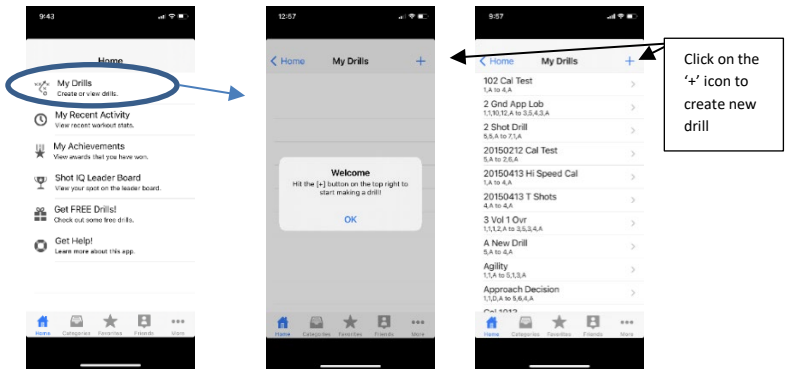 9:43
Home
My Drills
Create or view drills.
My Recent Activity
View recent workout stats.
My Achievements
View awards that you have won.
Shot IQ Leader Board
View your spot on the leader board.
Get FREE Drills!
Check out some free drills.
Get Help!
Learn more about this app.
Home Categories Favorites Friends More
12:57
Home My Drills +
Welcome
Hit the [+] button on the top right to
start making a drill!
OK
Home Categories Favorites Friends More
9:57
Home My Drills +
102 Cal Test
1,A to 4,A
2 Gnd App Lob
1,1,10,12,A to 3,5,4,3,A
2 Shot Drill
5,5,A to 7,1,A
20150212 Cal Test
5,A to 2,6,A
20150413 Hi Speed Cal
1,A to 4,A
20150413 T Shots
4,A to 4,A
3 Vol 1 Ovr
1,1,1,2,A to 3,5,3,4,A
A New Drill
5,A to 4,A
Agility
1,1,A to 5,1,3,A
Approach Decision
1,1,D,A to 5,6,4,A
Cal 1013
Home Categories Favorites Friends More
Click on the
‘+’ icon to
create new
drill